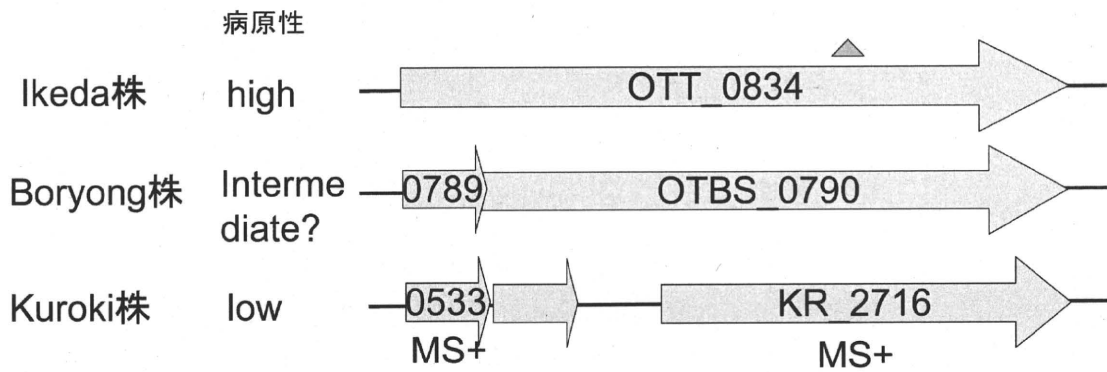 病原性
Ikeda株 high OTT_0834
Boryong株 Interme
diate? 0789 OTBS_0790
Kuroki株 low 0533 KR_2716
MS+ MS+